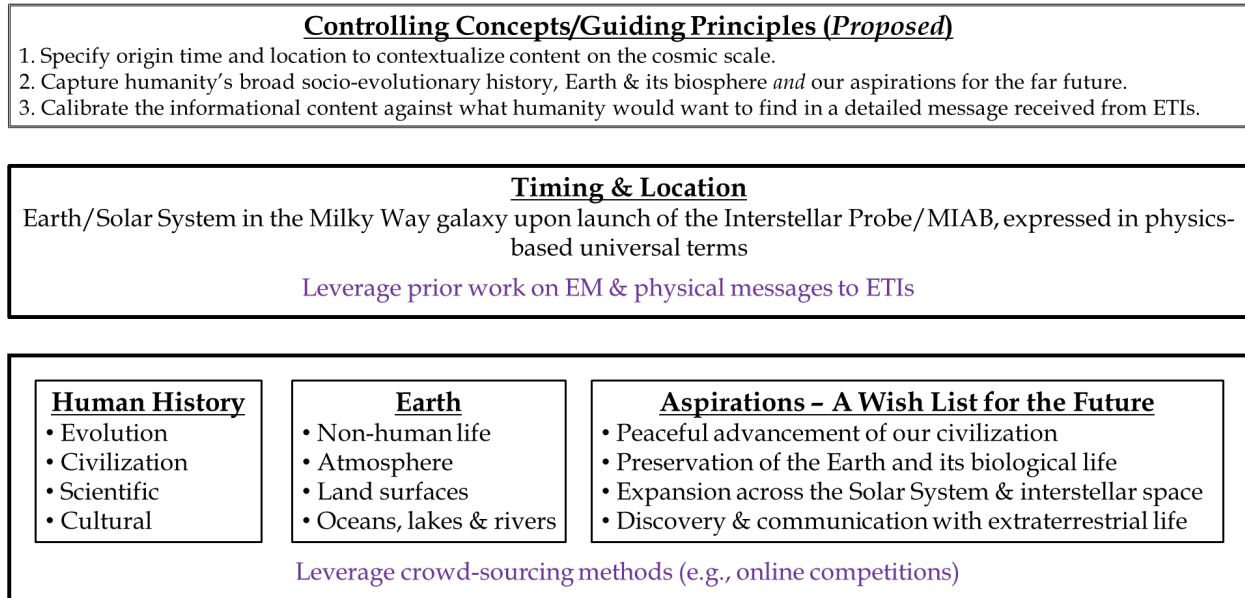 Controlling Concepts/Guiding Principles (Proposed)
1. Specify origin time and location to contextualize content on the cosmic scale.
2. Capture humanity's broad socio-evolutionary history, Earth & its biosphere and our aspirations for the far future.
3. Calibrate the informational content against what humanity would want to find in a detailed message received from ETIs.
Timing & Location
Earth/Solar System in the Milky Way galaxy upon launch of the Interstellar Probe/MIAB, expressed in physics-
based universal terms
Leverage prior work on EM & physical messages to ETIs
Human History
• Evolution
• Civilization
• Scientific
• Cultural
Earth
• Non-human life
• Atmosphere
• Land surfaces
• Oceans, lakes & rivers
Aspirations – A Wish List for the Future
• Peaceful advancement of our civilization
• Preservation of the Earth and its biological life
• Expansion across the Solar System & interstellar space
• Discovery & communication with extraterrestrial life
Leverage crowd-sourcing methods (e.g., online competitions)